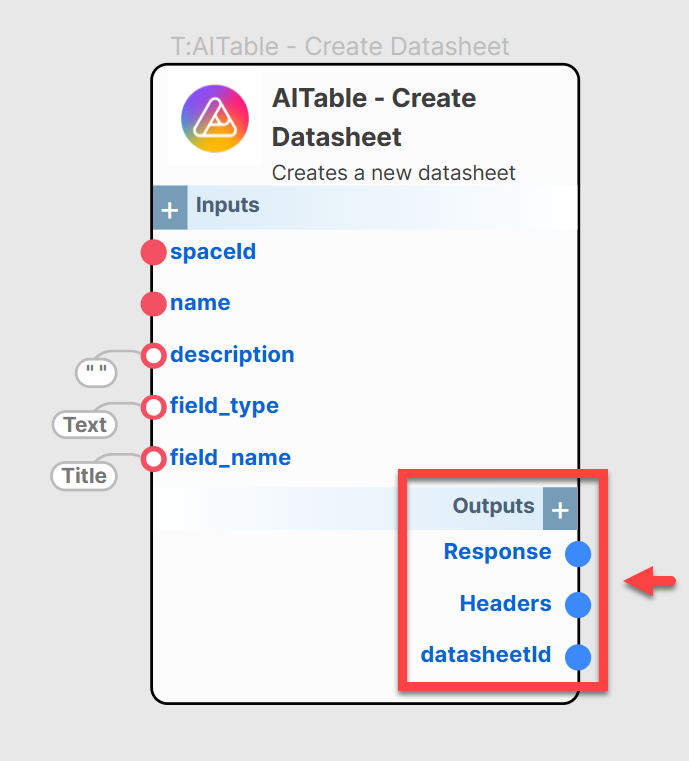 T:AITable - Create Datasheet
AITable - Create
Datasheet
Creates a new datasheet
+ Inputs
spaceId
name
" "
description
Text
field_type
Title
field_name
Outputs +
Response
Headers
datasheetId